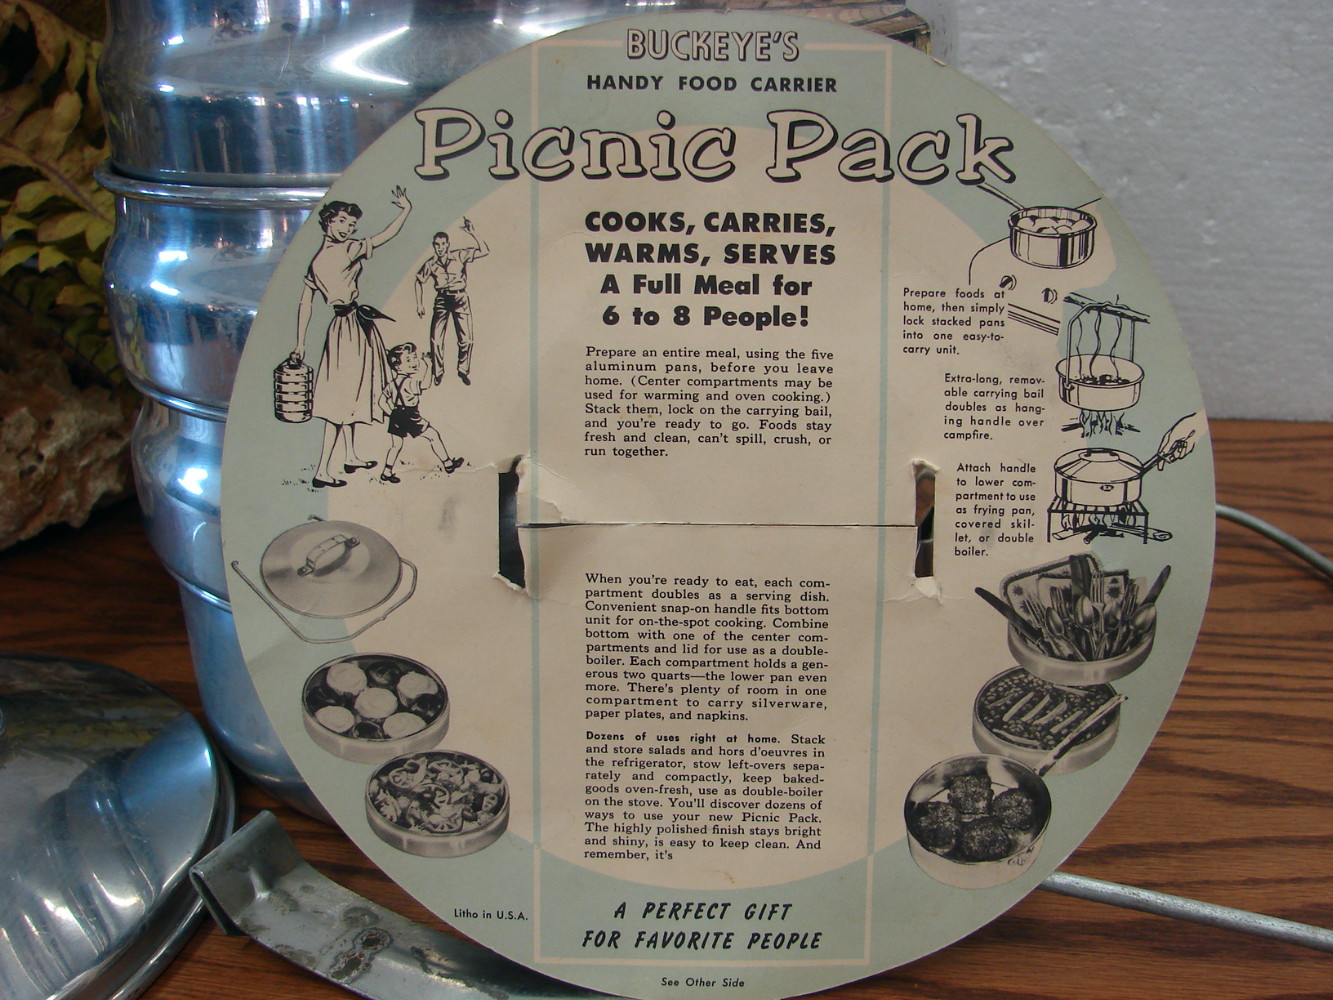 BUCKEYE'S
HANDY FOOD CARRIER
Picnic Pack
COOKS, CARRIES,
WARMS, SERVES
A Full Meal for
6 to 8 People!
Prepare an entire meal, using the five
aluminum pans, before you leave
home. (Center compartments may be
used for warming and oven cooking.)
Stack them, lock on the carrying bail,
and you're ready to go. Foods stay
fresh and clean, can't spill, crush, or
run together.
Prepare foods at
home, then simply
lock stacked pans
into one easy-to-
carry unit.
Extra-long, remov-
able carrying bail
doubles as hang-
ing handle over
campfire.
Attach handle
to lower com-
partment to use
as frying pan,
covered skil-
let, or double
boiler.
When you're ready to eat, each com-
partment doubles as a serving dish.
Convenient snap-on handle fits bottom
unit for on-the-spot cooking. Combine
bottom with one of the center com-
partments and lid for use as a double-
boiler. Each compartment holds a gen-
erous two quarts—the lower pan even
more. There's plenty of room in one
compartment to carry silverware,
paper plates, and napkins.
Dozens of uses right at home. Stack
and store salads and hors d'oeuvres in
the refrigerator, stow left-overs sepa-
rately and compactly, keep baked-
goods oven-fresh, use as double-boiler
on the stove. You'll discover dozens of
ways to use your new Picnic Pack.
The highly polished finish stays bright
and shiny, is easy to keep clean. And
remember, it's
A PERFECT GIFT
FOR FAVORITE PEOPLE
Litho in U.S.A.
See Other Side